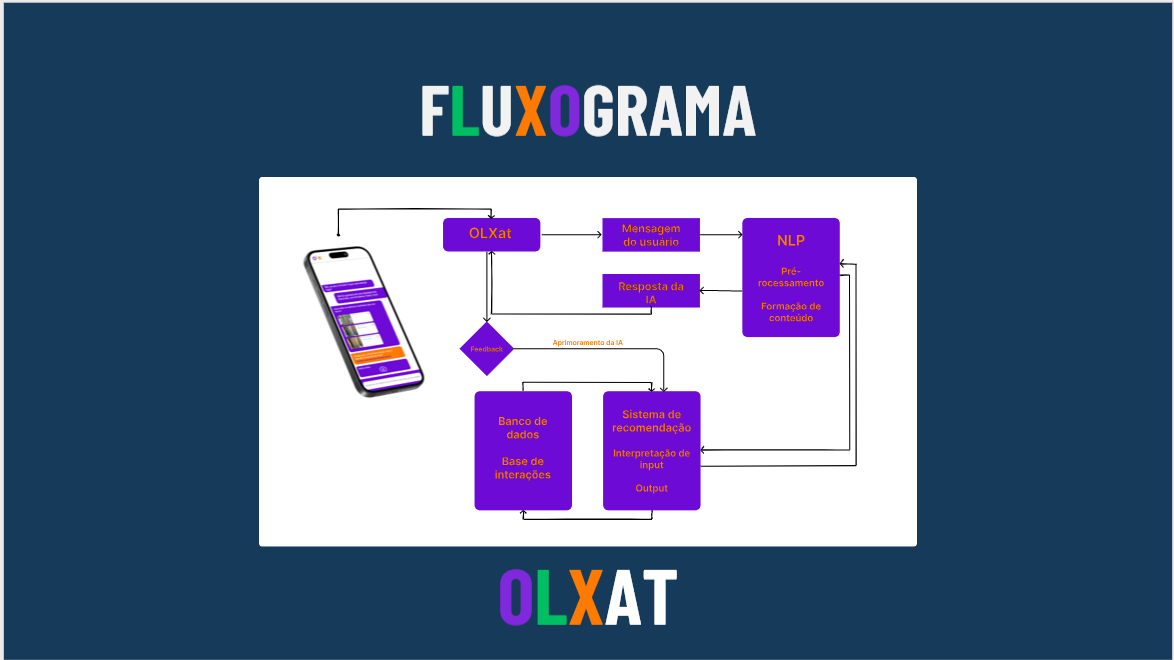 FLUXOGRAMA
OLXat
Mensagem
do usuário
NLP
Pré-
rocessamento
Formação de
conteúdo
Resposta da
IA
Feedback
Aprimoramento da IA
Banco de
dados
Base de
interações
Sistema de
recomendação
Interpretação de
input
Output
OLXAT